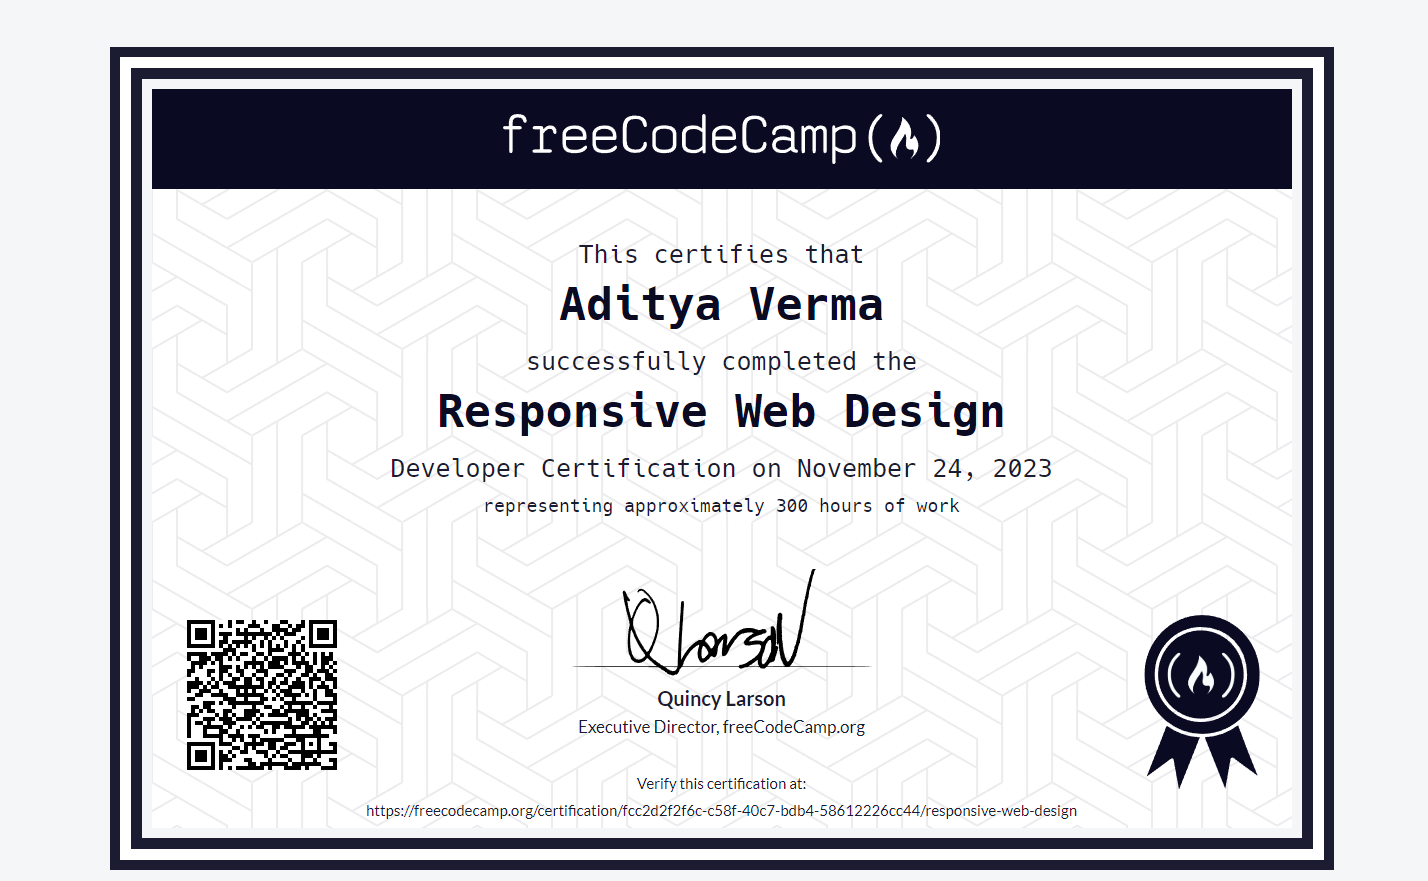 freeCodeCamp
This certifies that
Aditya Verma
successfully completed the
Responsive Web Design
Developer Certification on November 24, 2023
representing approximately 300 hours of work
Quincy Larson
Executive Director, freeCodeCamp.org
Verify this certification at:
https://freecodecamp.org/certification/fcc2d2f2f6c-c58f-40c7-bdb4-58612226cc44/responsive-web-design